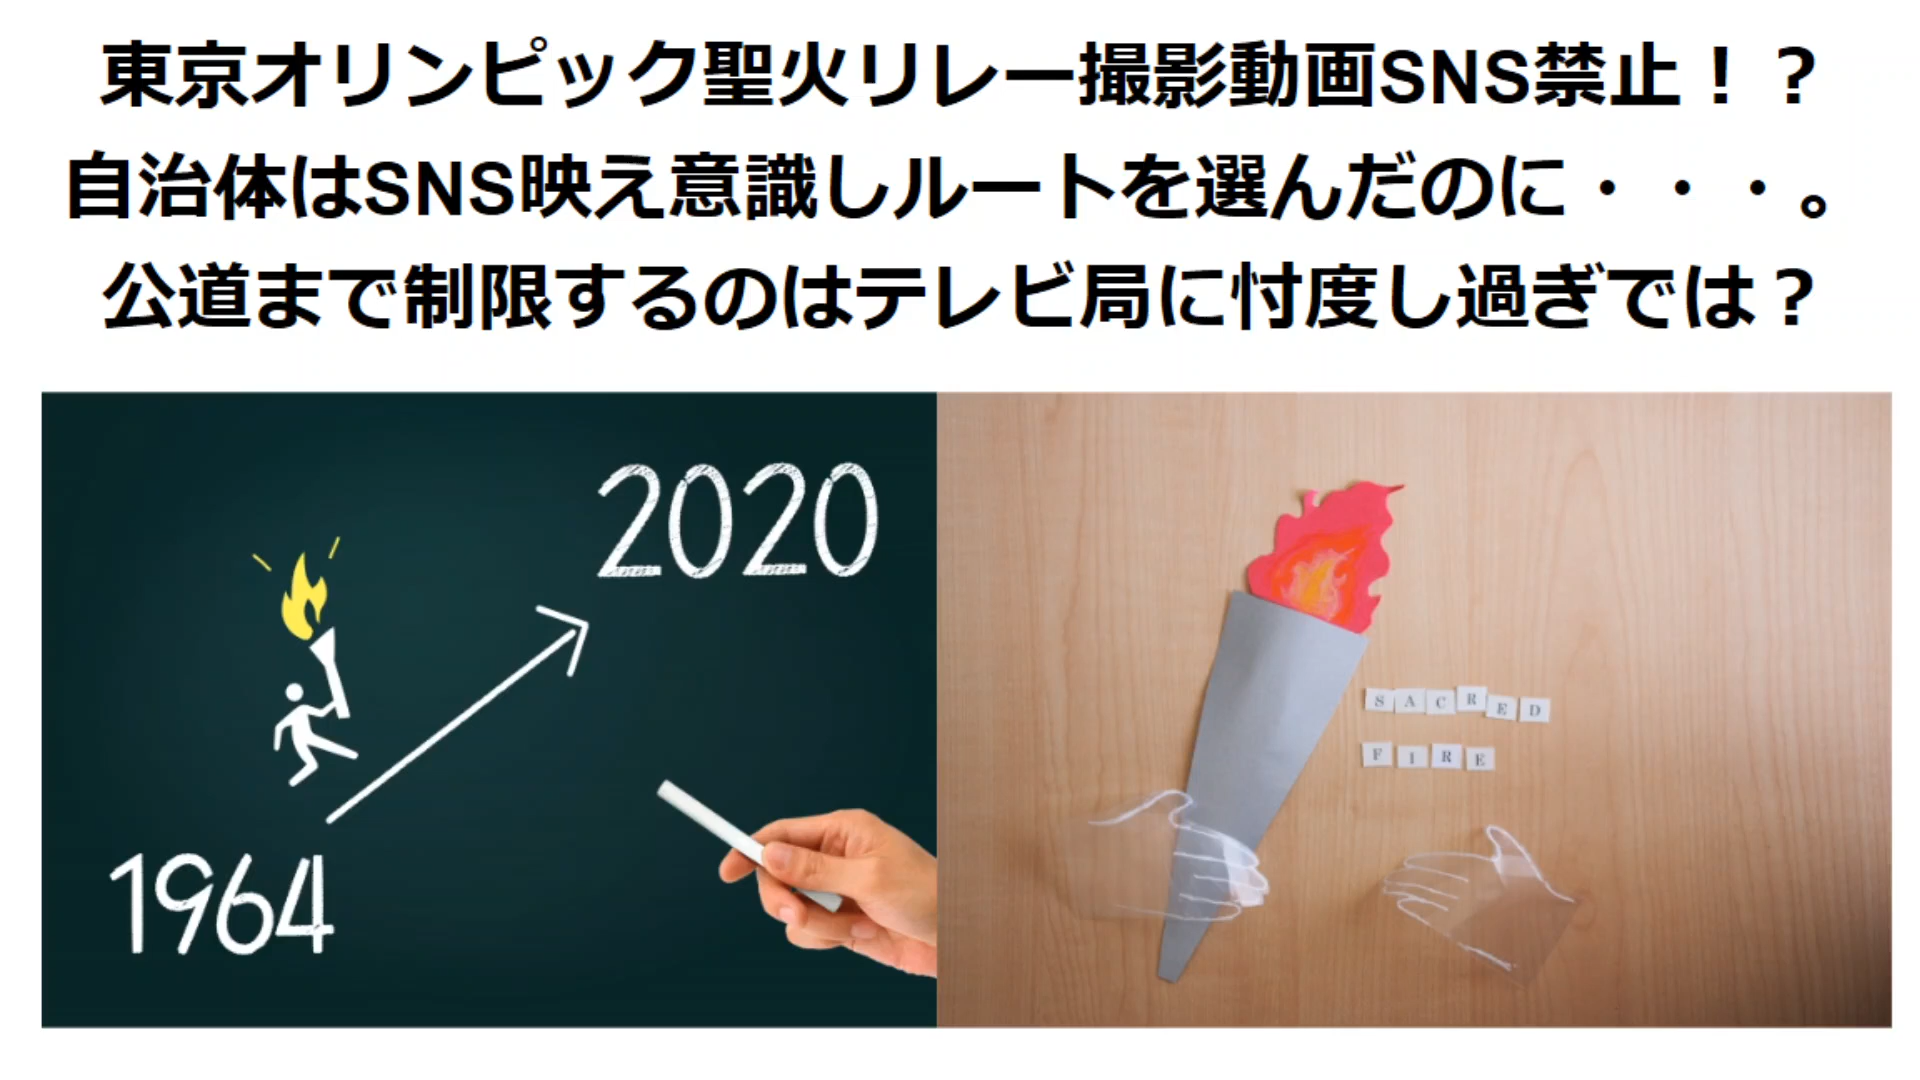 東京オリンピック聖火リレー撮影動画SNS禁止！？
自治体はSNS映え意識しルートを選んだのに・・・。
公道まで制限するのはテレビ局に忖度し過ぎでは？
2020
1964
SACRED
FIRE